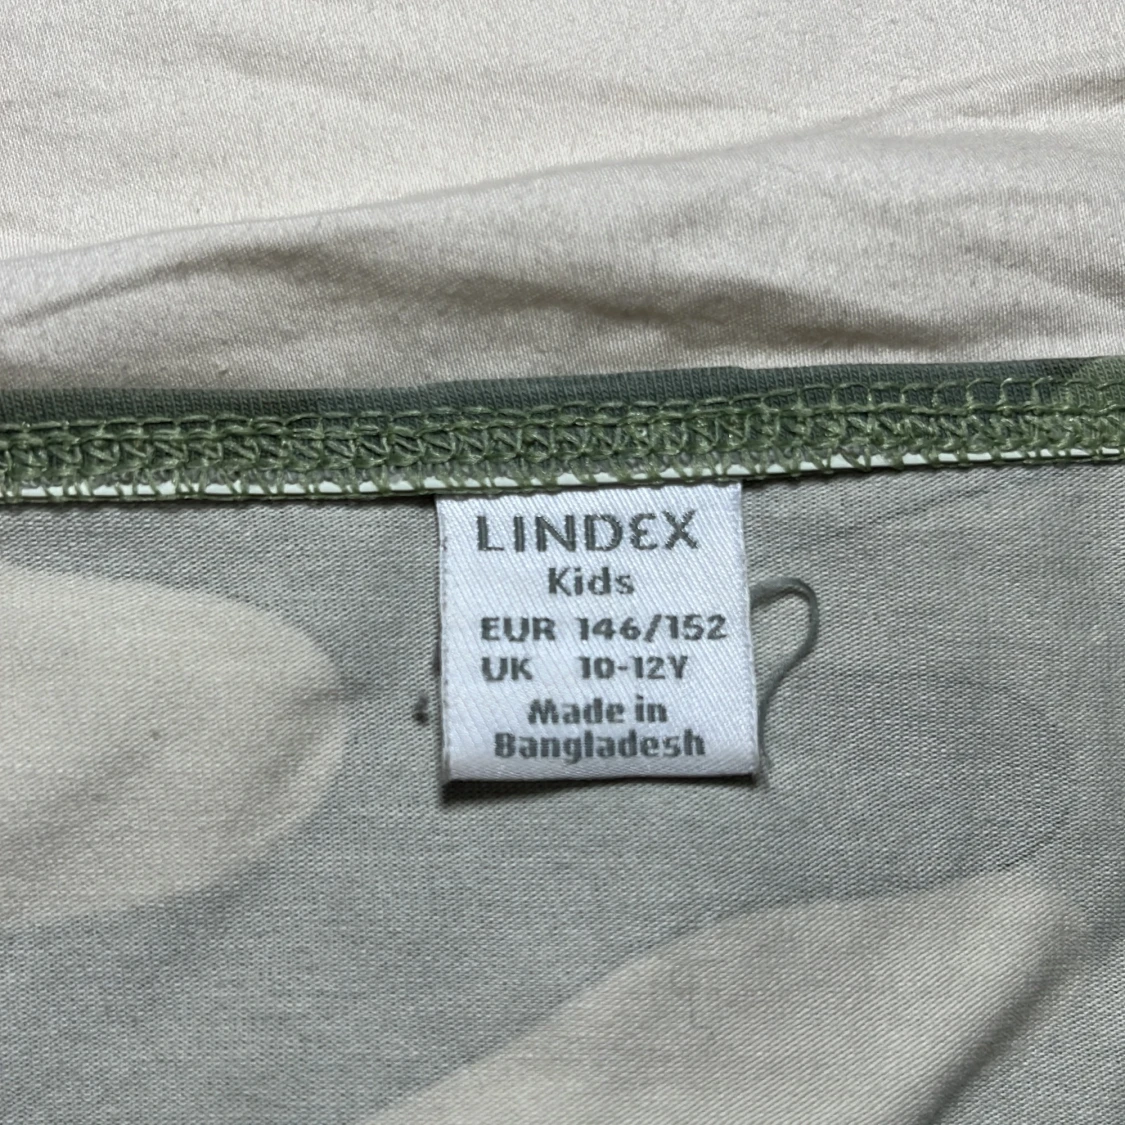 LINDEX
Kids
EUR 146/152
UK 10-12Y
Made in
Bangladesh